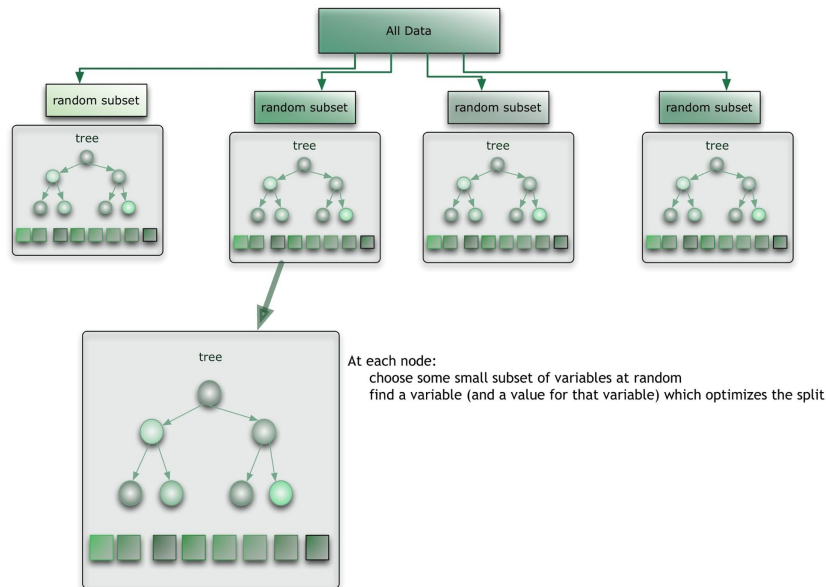 All Data
random subset
random subset
random subset
random subset
tree
tree
tree
tree
tree
At each node:
choose some small subset of variables at random
find a variable (and a value for that variable) which optimizes the split